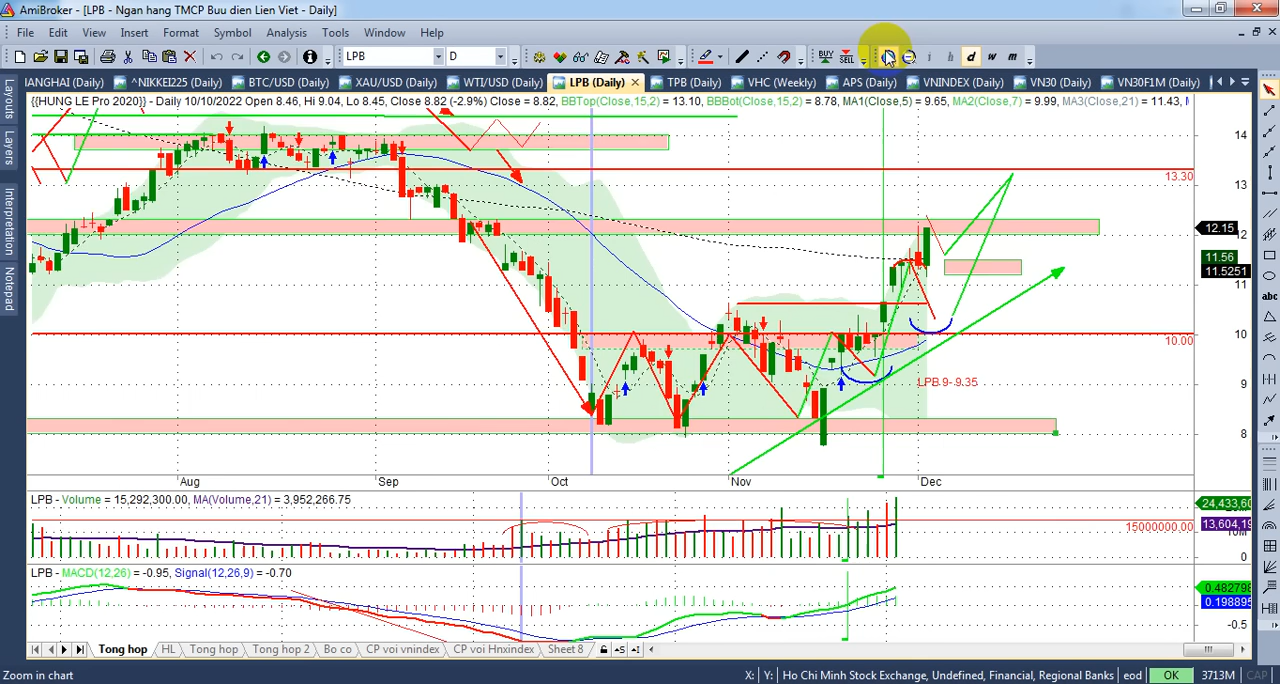 AmiBroker - [LPB - Ngan hang TMCP Buu dien Lien Viet - Daily]
File Edit View Insert Format Symbol Analysis Tools Window Help
LPB D BUY SELL i h d w m
IANGHAI (Daily) ^NIKKEI225 (Daily) BTC/USD (Daily) XAU/USD (Daily) WTI/USD (Daily) LPB (Daily) TPB (Daily) VHC (Weekly) APS (Daily) VNINDEX (Daily) VN30 (Daily) VN30F1M (Daily)
Layouts
Layers
Interpretation
Notepad
{{HUNG LE Pro 2020}} - Daily 10/10/2022 Open 8.46, Hi 9.04, Lo 8.45, Close 8.82 (-2.9%) Close = 8.82, BBTop(Close,15,2) = 13.10, BBBot(Close,15,2) = 8.78, MA1(Close,5) = 9.65, MA2(Close,7) = 9.99, MA3(Close,21) = 11.43,
14
13.30
13
12.15
12
11.56
11.5251
11
10.00
10
LPB 9- 9.35
9
8
Aug Sep Oct Nov Dec
LPB - Volume = 15,292,300.00, MA(Volume,21) = 3,952,266.75
24,433,60
15000000.00
13,604,19
10M
0
LPB - MACD(12,26) = -0.95, Signal(12,26,9) = -0.70
0.482798
0.198895
-0.5
Tong hop HL Tong hop Tong hop 2 Bo co CP voi vnindex CP voi Hnxindex Sheet 8
Zoom in chart X: Y: Ho Chi Minh Stock Exchange, Undefined, Financial, Regional Banks eod OK 3713M CAP
abc